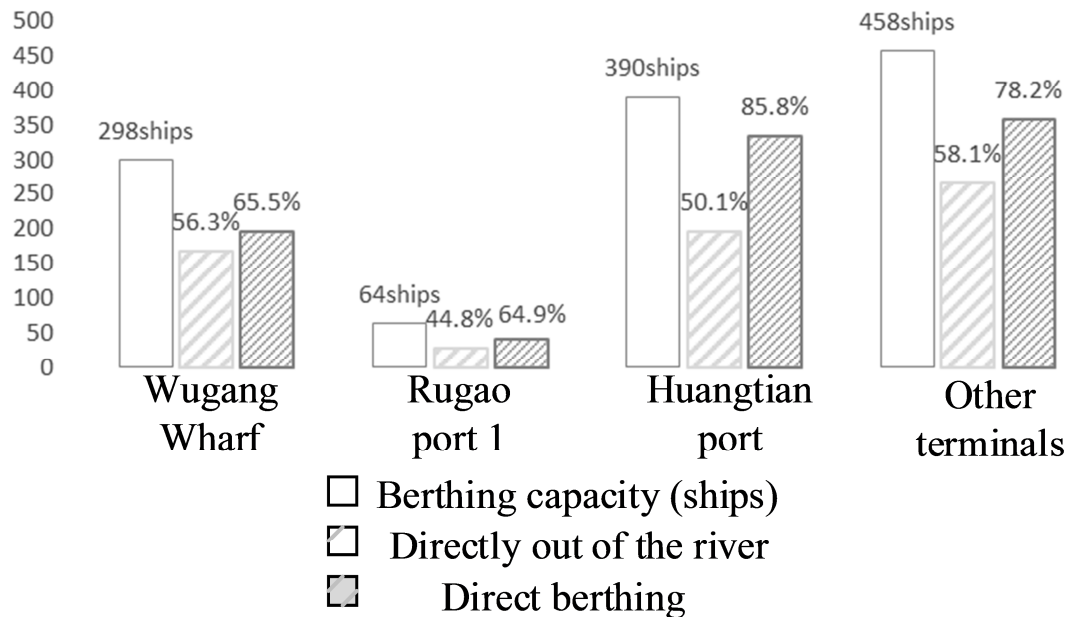 500
450
400
350
300
250
200
150
100
50
0
298ships
56.3%
65.5%
64ships
44.8%
64.9%
390ships
50.1%
85.8%
458ships
58.1%
78.2%
Wugang
Wharf
Rugao
port 1
Huangtian
port
Other
terminals
Berthing capacity (ships)
Directly out of the river
Direct berthing